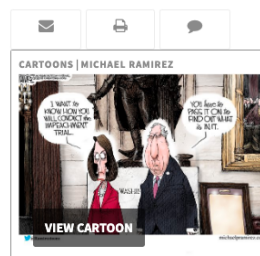 CARTOONS | MICHAEL RAMIREZ
I WANT to
KNOW HOW YOU
WILL CONDUCT the
IMPEACHMENT
TRIAL...
YOU have to
PASS IT ON to
FIND OUT WHAT
is IN IT.
VIEW CARTOON